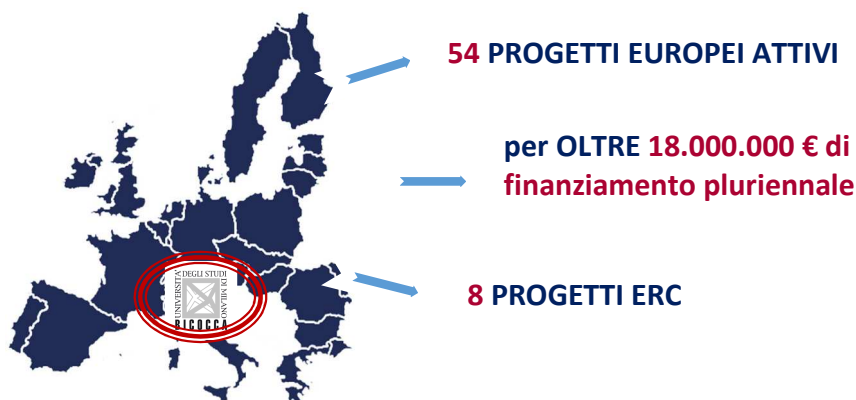 54 PROGETTI EUROPEI ATTIVI
per OLTRE 18.000.000 € di
finanziamento pluriennale
UNIVERSITA'
DEGLI STUDI
DI MILANO
BICOCCA
8 PROGETTI ERC